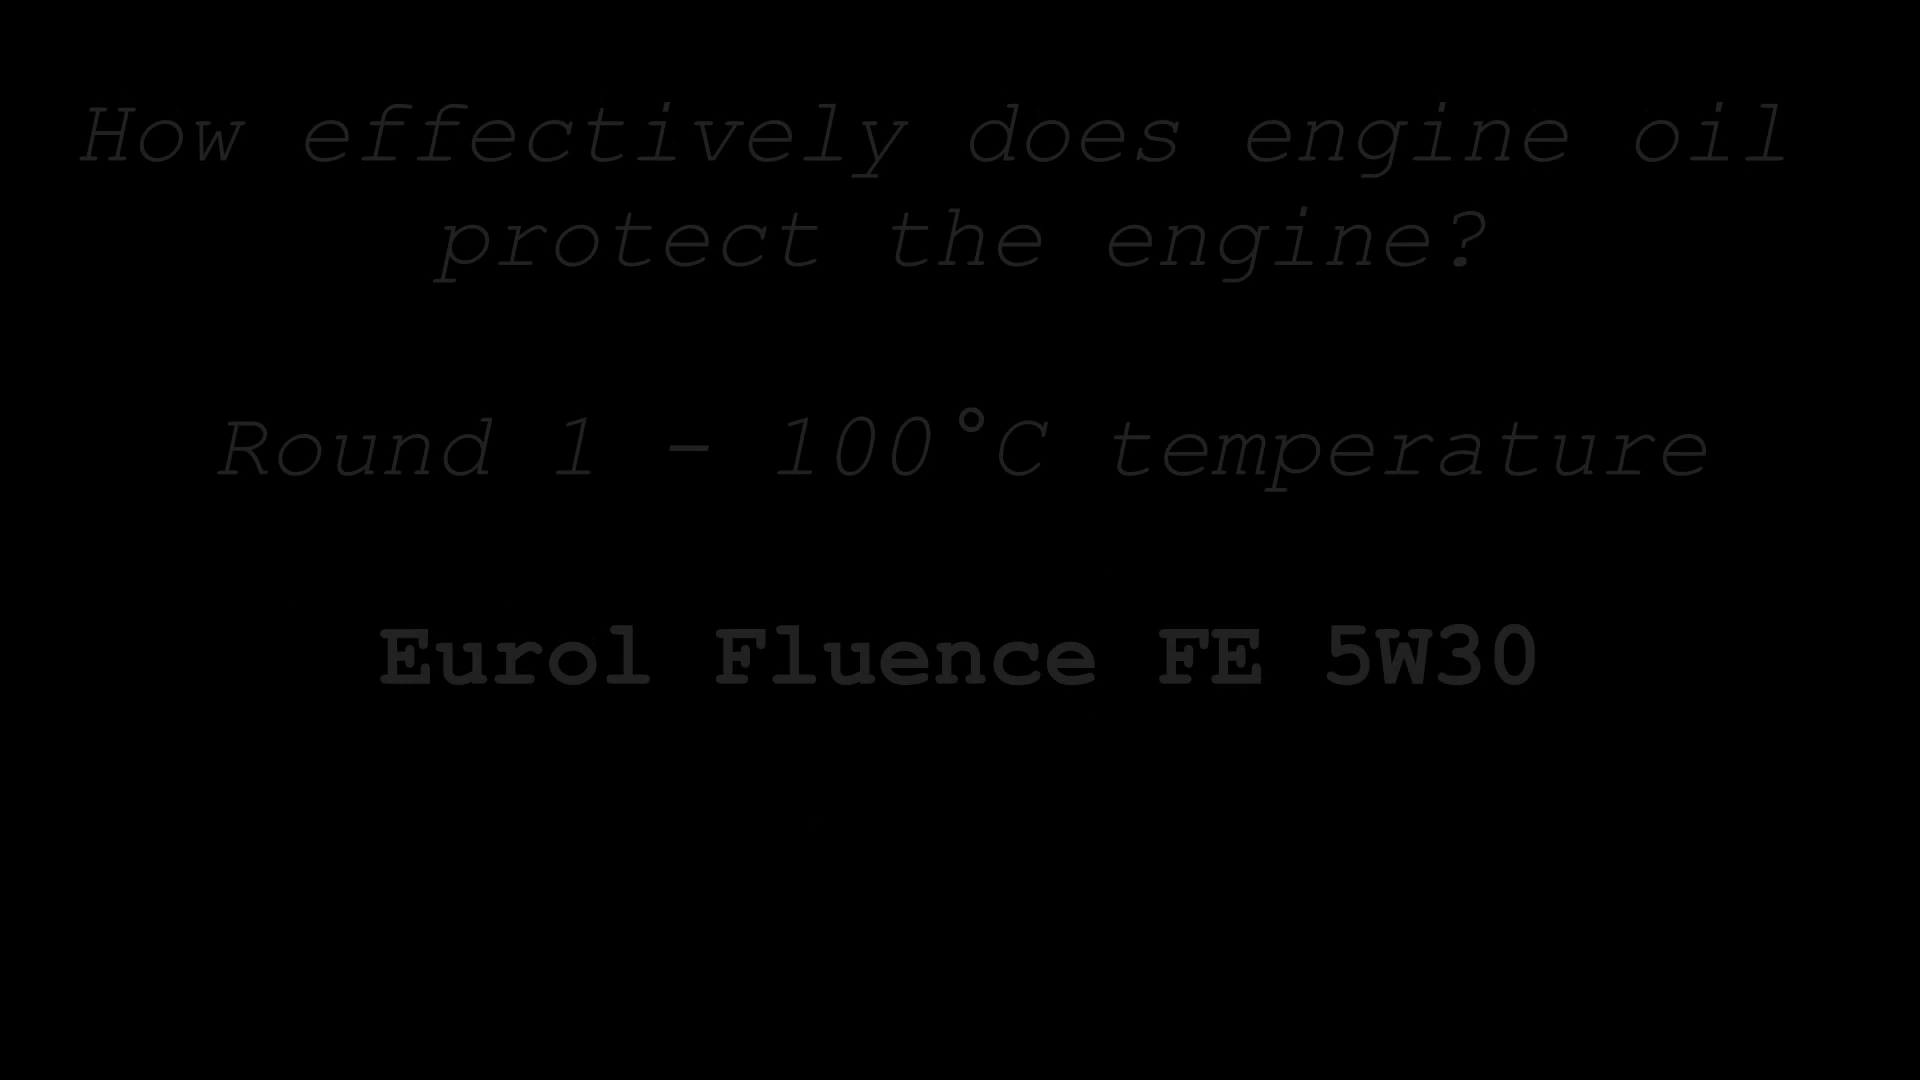 How effectively does engine oil
protect the engine?
Round 1 - 100°C temperature
Eurol Fluence FE 5W30